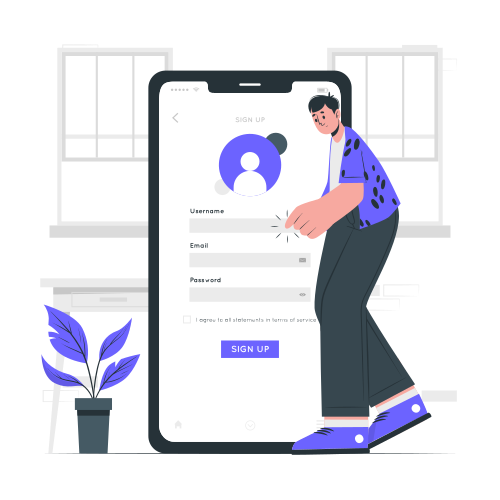 SIGN UP
Username
Email
Password
I agree to all statements in terms of service
SIGN UP